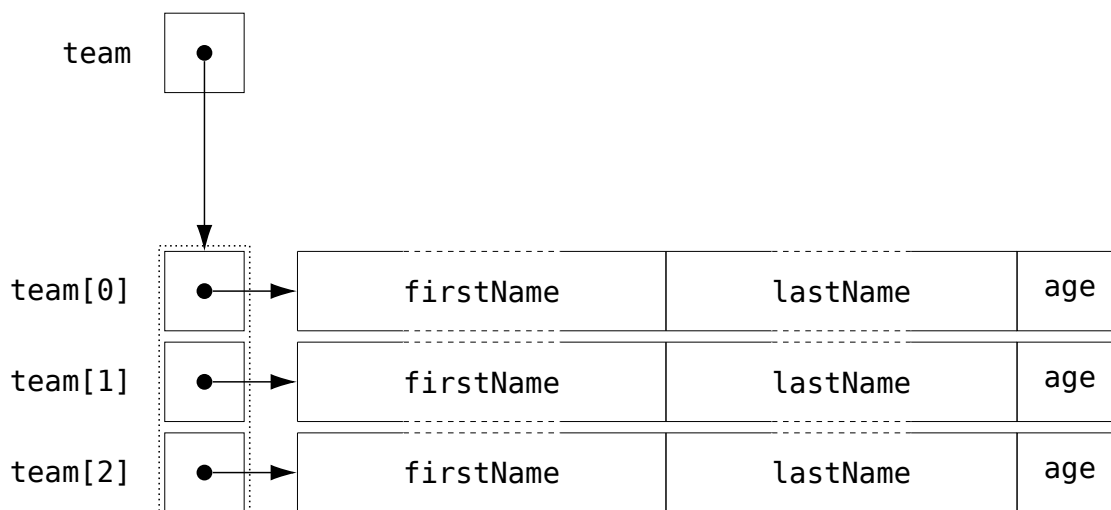 team
team[0] firstName lastName age
team[1] firstName lastName age
team[2] firstName lastName age